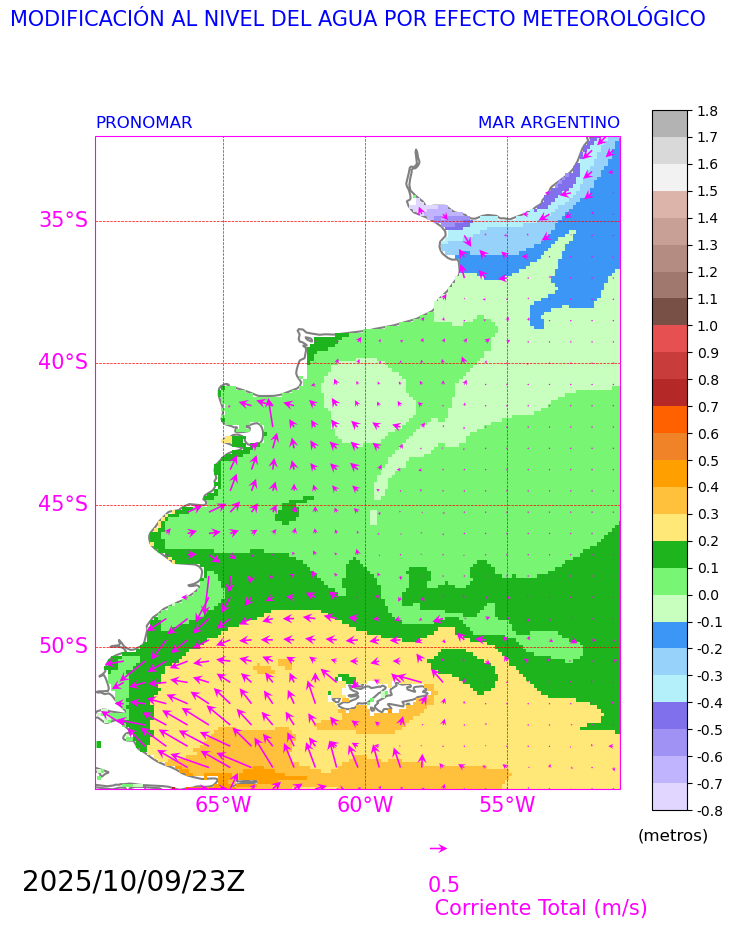 MODIFICACIÓN AL NIVEL DEL AGUA POR EFECTO METEOROLÓGICO
PRONOMAR
MAR ARGENTINO
35°S
40°S
45°S
50°S
65°W
60°W
55°W
1.8
1.7
1.6
1.5
1.4
1.3
1.2
1.1
1.0
0.9
0.8
0.7
0.6
0.5
0.4
0.3
0.2
0.1
0.0
-0.1
-0.2
-0.3
-0.4
-0.5
-0.6
-0.7
-0.8
(metros)
2025/10/09/23Z
0.5
Corriente Total (m/s)